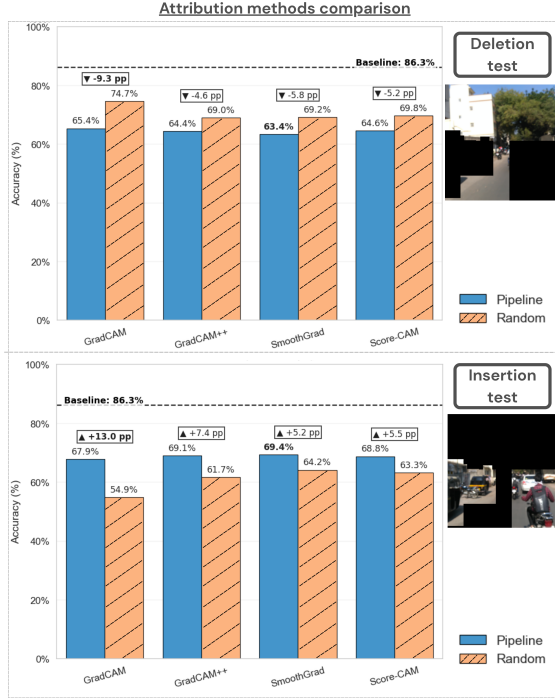 Attribution methods comparison
100%
Baseline: 86.3%
▼ -9.3 pp
▼ -4.6 pp
▼ -5.8 pp
▼ -5.2 pp
80%
74.7%
69.0%
69.2%
69.8%
65.4%
64.4%
63.4%
64.6%
60%
40%
20%
0%
Accuracy (%)
GradCAM
GradCAM++
SmoothGrad
Score-CAM
Deletion
test
Pipeline
Random
100%
Baseline: 86.3%
▲ +13.0 pp
▲ +7.4 pp
▲ +5.2 pp
▲ +5.5 pp
80%
67.9%
69.1%
69.4%
68.8%
54.9%
61.7%
64.2%
63.3%
60%
40%
20%
0%
Accuracy (%)
GradCAM
GradCAM++
SmoothGrad
Score-CAM
Insertion
test
Pipeline
Random